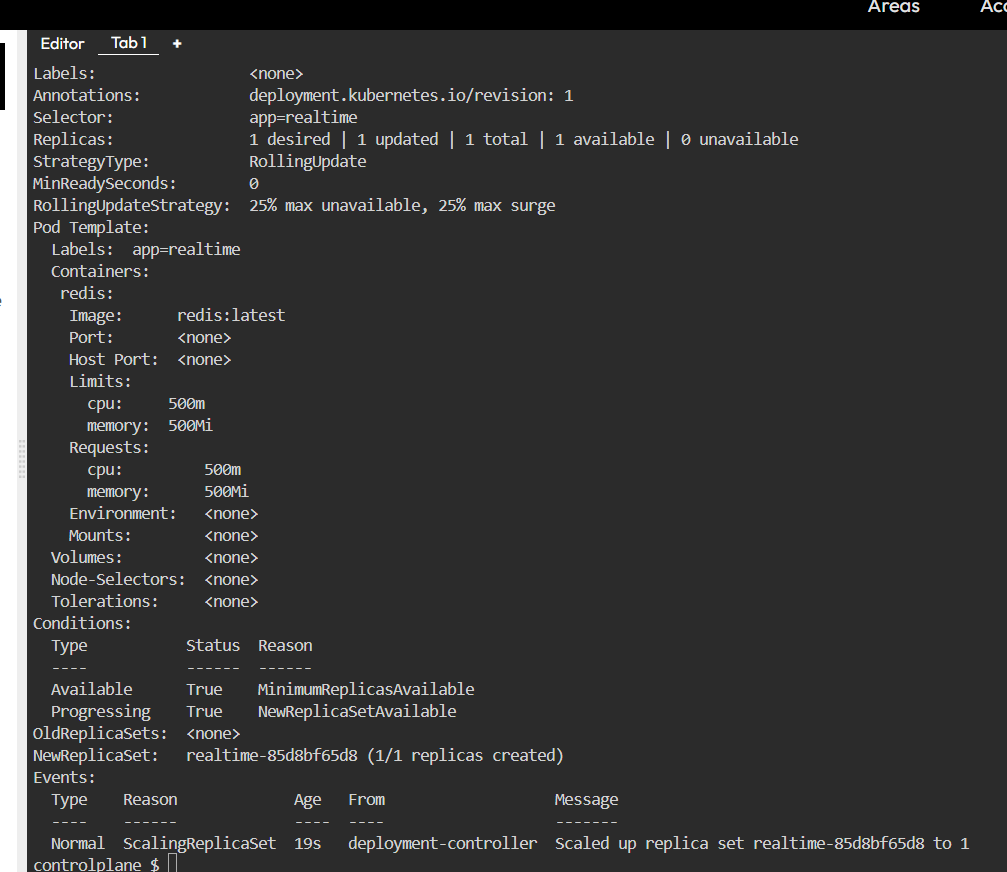 Areas
Editor Tab 1 +
Labels: <none>
Annotations: deployment.kubernetes.io/revision: 1
Selector: app=realtime
Replicas: 1 desired | 1 updated | 1 total | 1 available | 0 unavailable
StrategyType: RollingUpdate
MinReadySeconds: 0
RollingUpdateStrategy: 25% max unavailable, 25% max surge
Pod Template:
Labels: app=realtime
Containers:
redis:
Image: redis:latest
Port: <none>
Host Port: <none>
Limits:
cpu: 500m
memory: 500Mi
Requests:
cpu: 500m
memory: 500Mi
Environment: <none>
Mounts: <none>
Volumes: <none>
Node-Selectors: <none>
Tolerations: <none>
Conditions:
Type Status Reason
---- ------ ------
Available True MinimumReplicasAvailable
Progressing True NewReplicaSetAvailable
OldReplicaSets: <none>
NewReplicaSet: realtime-85d8bf65d8 (1/1 replicas created)
Events:
Type Reason Age From Message
---- ------ ---- ---- -------
Normal ScalingReplicaSet 19s deployment-controller Scaled up replica set realtime-85d8bf65d8 to 1
controlplane $